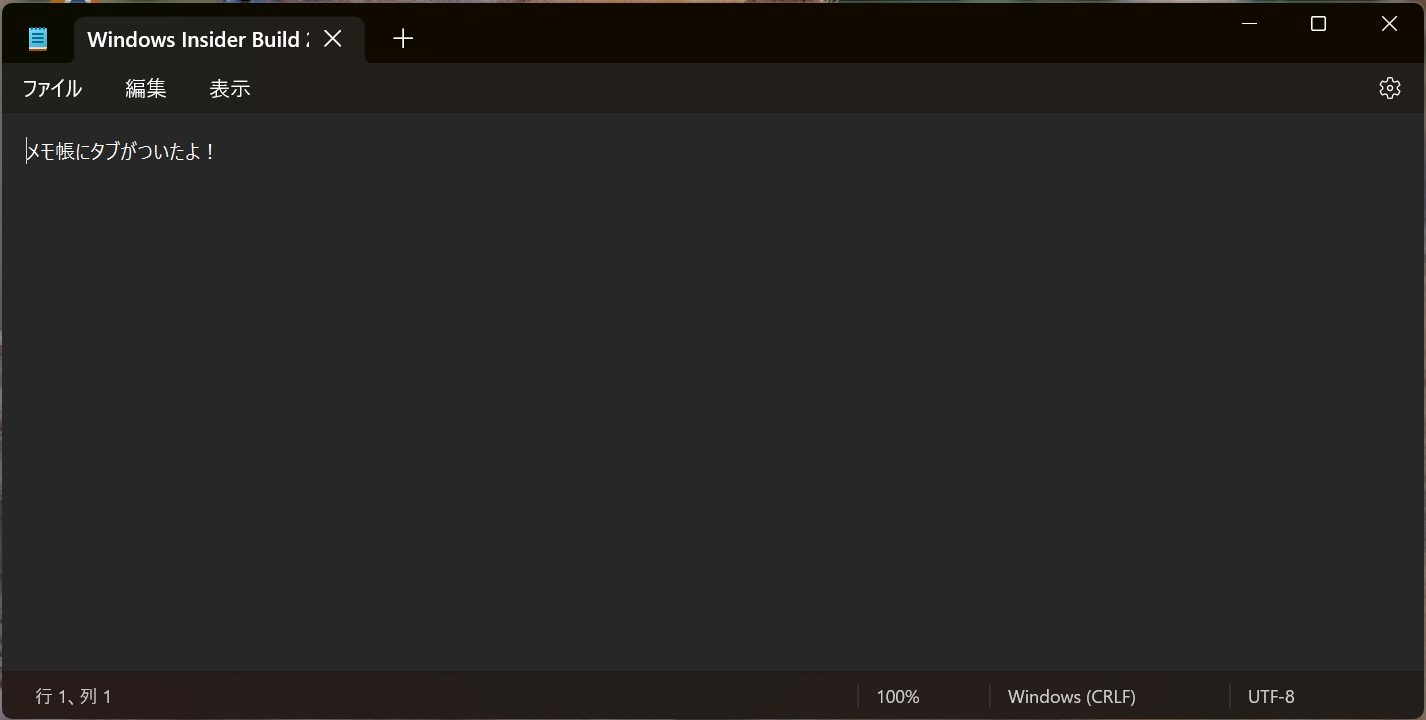 Windows Insider Build
ファイル 編集 表示
メモ帳にタブがついたよ！
行 1、列 1 100% Windows (CRLF) UTF-8